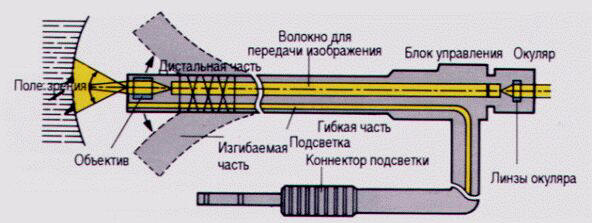 Волокно для
передачи изображения
Блок управления
Окуляр
Дистальная часть
Поле зрения
Объектив
Изгибаемая
часть
Гибкая часть
Подсветка
Коннектор подсветки
Линзы окуляра